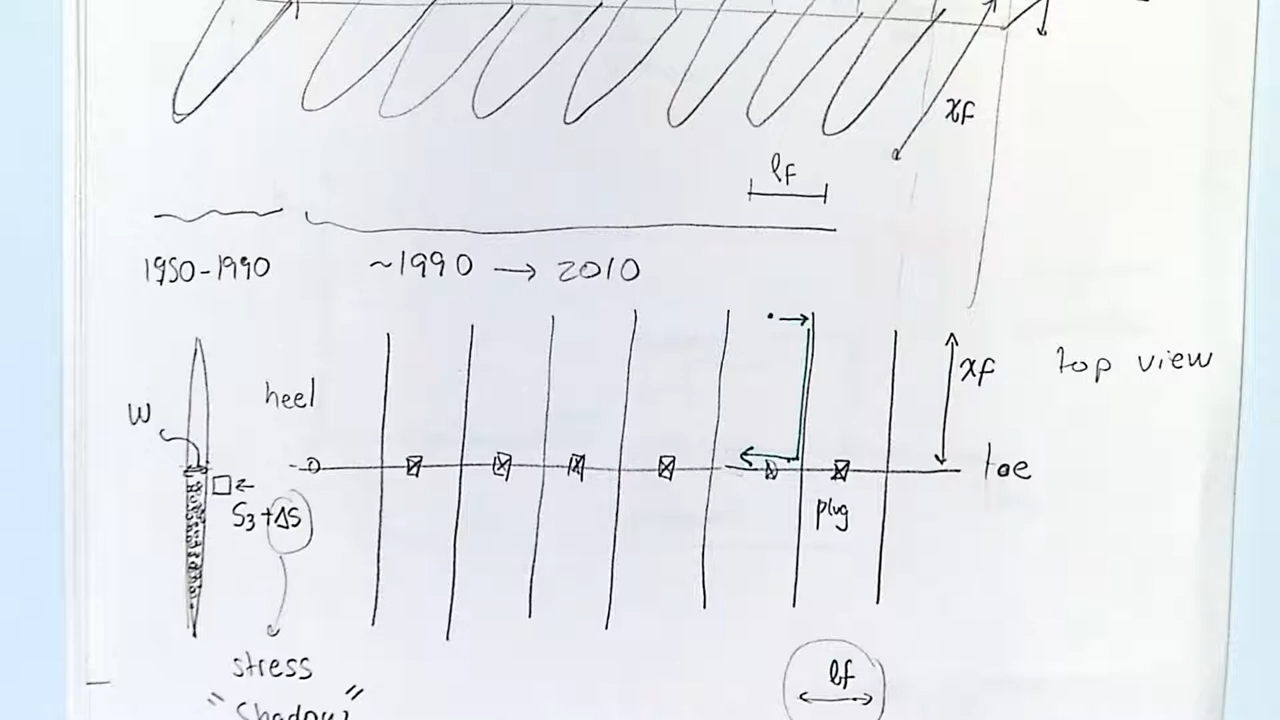 xf
lf
1950-1990
~1990 → 2010
xf
top view
heel
W
toe
S3 + ΔS
plug
stress
"shadow"
lf